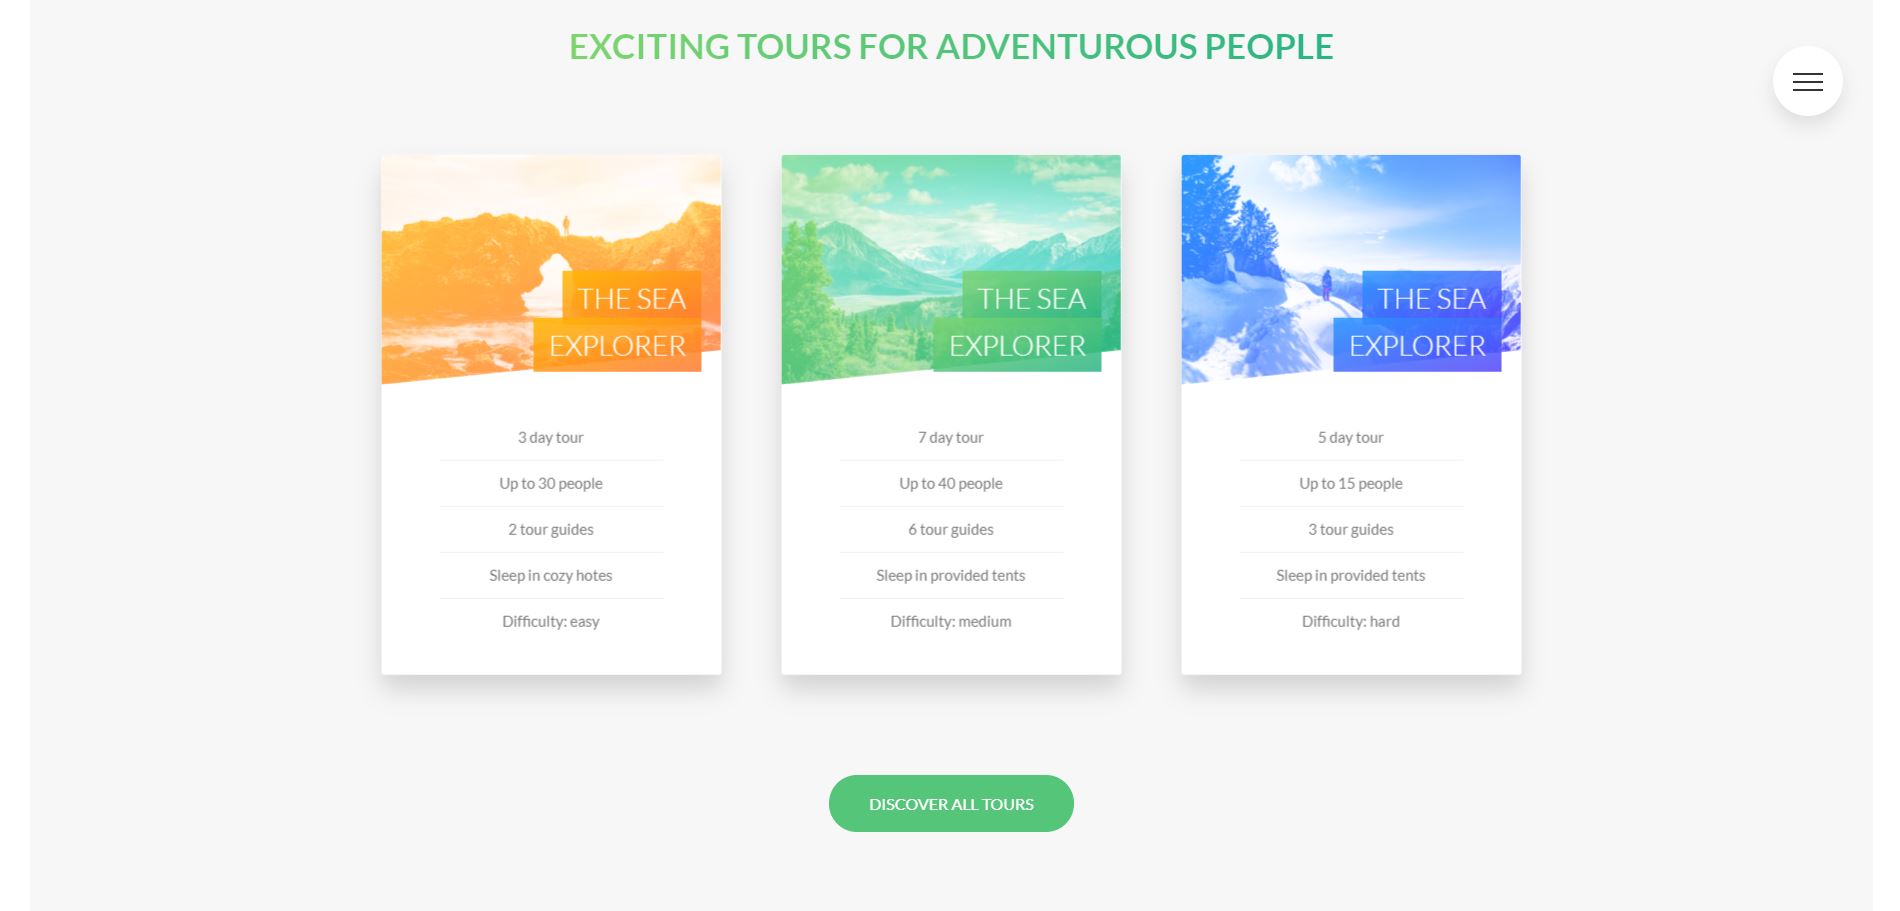 EXCITING TOURS FOR ADVENTUROUS PEOPLE
THE SEA
EXPLORER
3 day tour
Up to 30 people
2 tour guides
Sleep in cozy hotes
Difficulty: easy
THE SEA
EXPLORER
7 day tour
Up to 40 people
6 tour guides
Sleep in provided tents
Difficulty: medium
THE SEA
EXPLORER
5 day tour
Up to 15 people
3 tour guides
Sleep in provided tents
Difficulty: hard
DISCOVER ALL TOURS